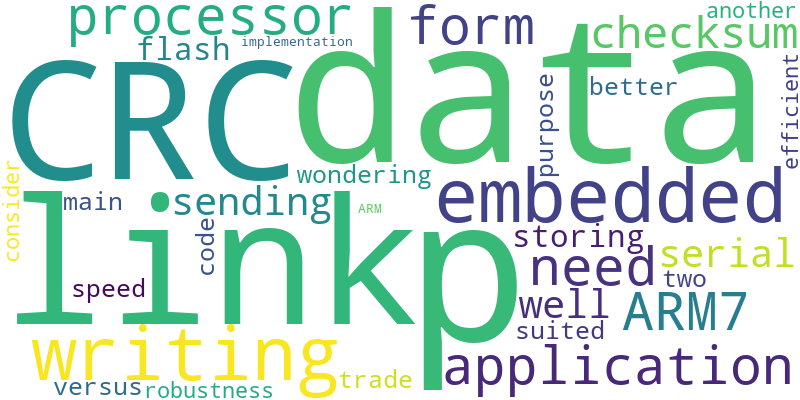 processor
form
another
checksum
flash
implementation
CRC
data
better
purpose
efficient
wondering
consider
main
sending
embedded
linkp
ARM
code
storing
serial
need
two
speed
well
ARM7
suited
writing
application
versus
robustness
trade